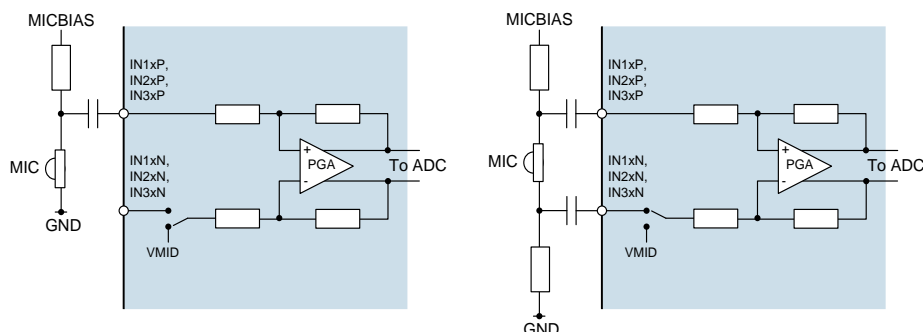 MICBIAS
IN1xP,
IN2xP,
IN3xP
+
PGA
-
To ADC
MIC
IN1xN,
IN2xN,
IN3xN
GND
VMID
MICBIAS
IN1xP,
IN2xP,
IN3xP
+
PGA
-
To ADC
MIC
IN1xN,
IN2xN,
IN3xN
VMID
GND